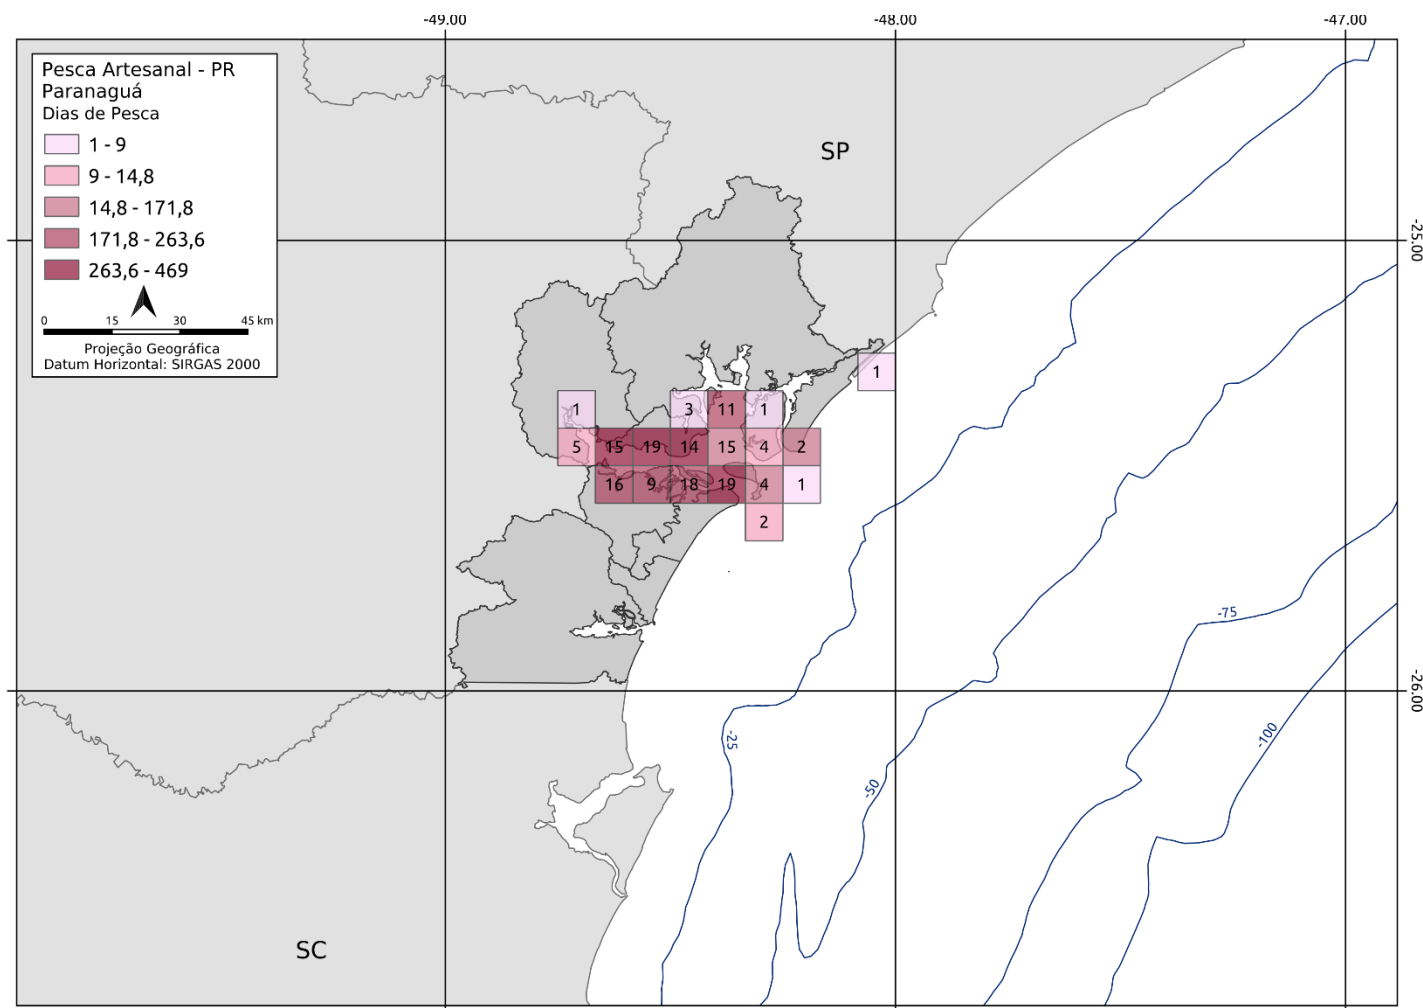 -49.00 -48.00 -47.00
Pesca Artesanal - PR
Paranaguá
Dias de Pesca
1 - 9
9 - 14,8
14,8 - 171,8
171,8 - 263,6
263,6 - 469
0 15 30 45 km
Projeção Geográfica
Datum Horizontal: SIRGAS 2000
SP
-25.00
1
1 3 11 1
5 15 19 14 15 4 2
16 9 18 19 4 1
2
-75
-26.00
-25
-100
-50
SC